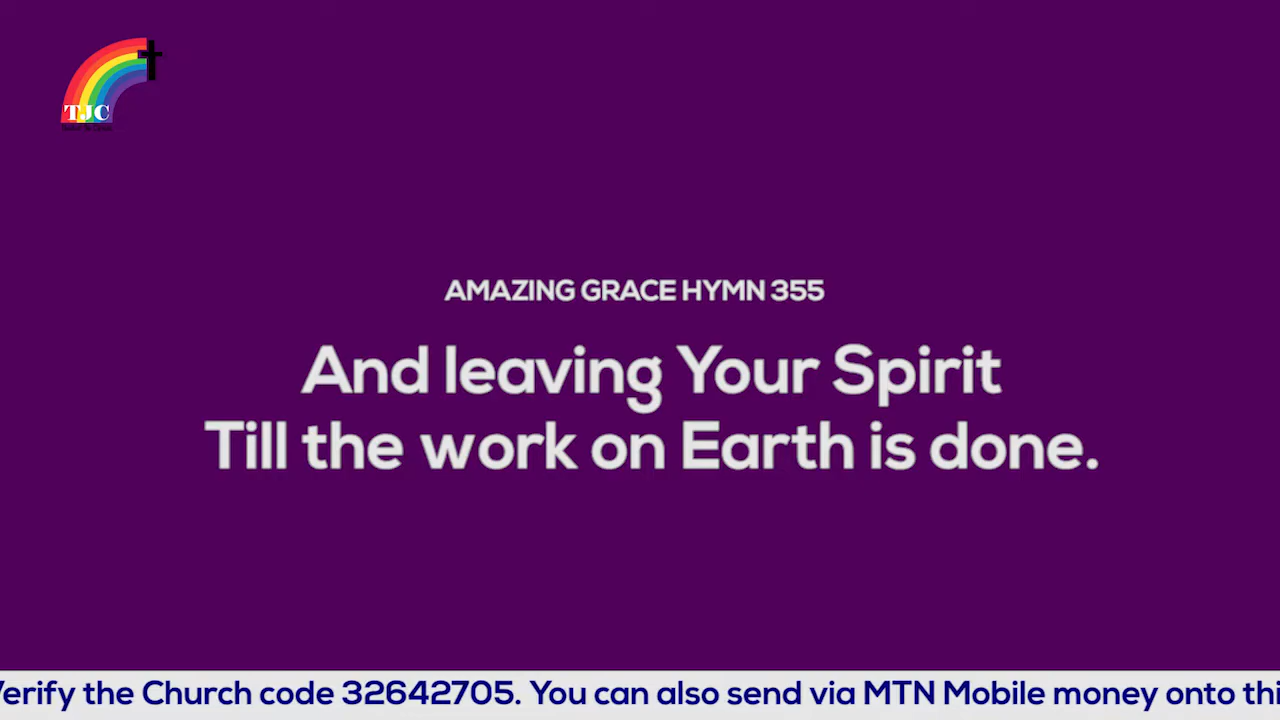 TJC
AMAZING GRACE HYMN 355
And leaving Your Spirit
Till the work on Earth is done.
Verify the Church code 32642705. You can also send via MTN Mobile money onto thi